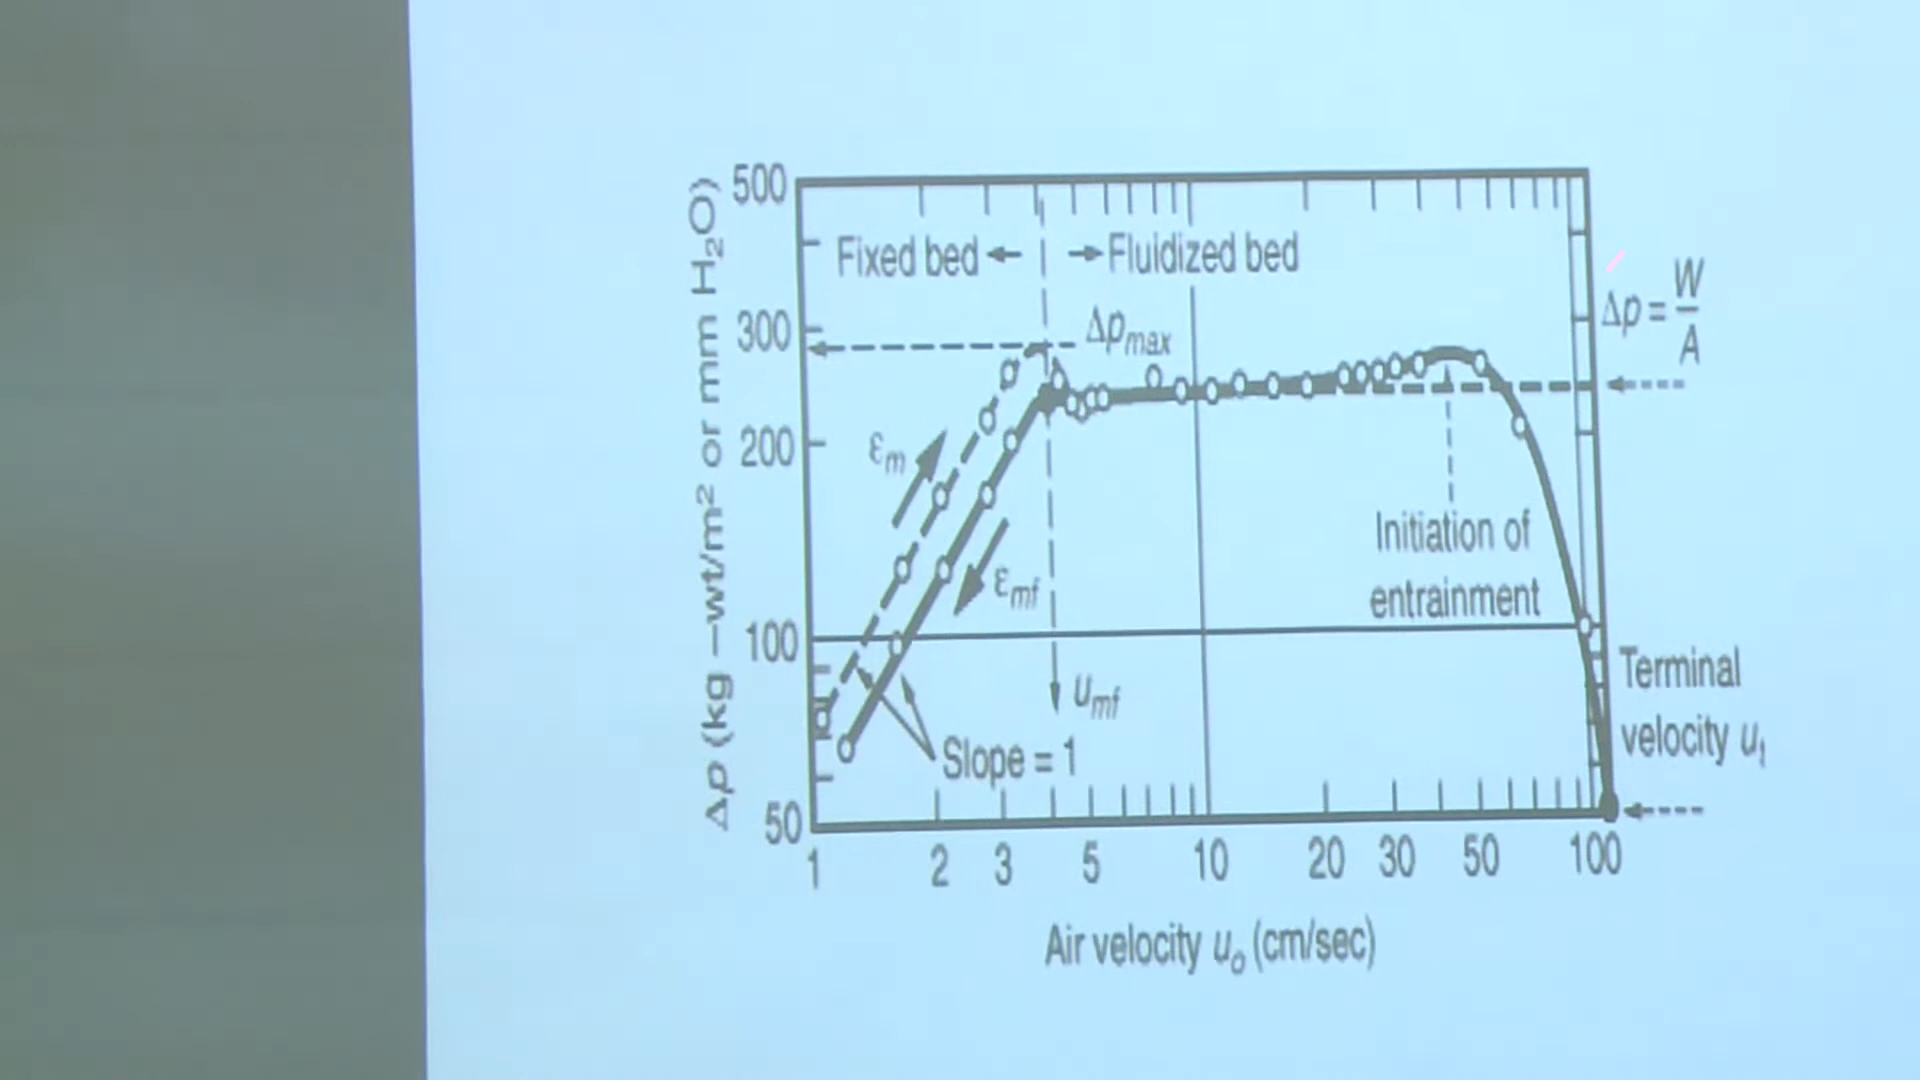 500
300
200
100
50
Δp (kg –wt/m² or mm H₂O)
Fixed bed ← → Fluidized bed
Δp_max
ε_m
ε_mf
u_mf
Slope = 1
Initiation of
entrainment
Δp = W/A
Terminal
velocity u_t
1 2 3 5 10 20 30 50 100
Air velocity u_o (cm/sec)